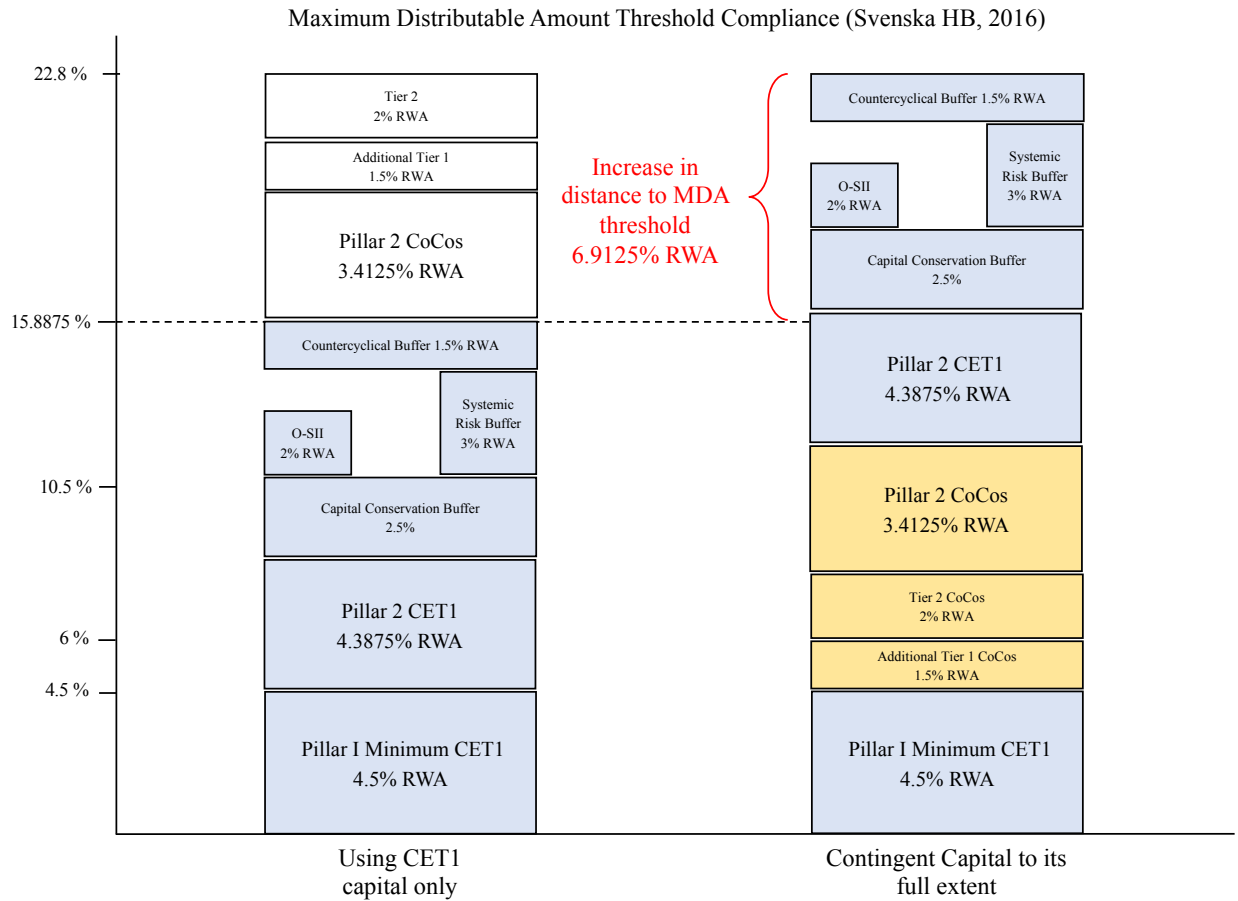 Maximum Distributable Amount Threshold Compliance (Svenska HB, 2016)
22.8 %
15.8875 %
10.5 %
6 %
4.5 %
Tier 2
2% RWA
Additional Tier 1
1.5% RWA
Pillar 2 CoCos
3.4125% RWA
Countercyclical Buffer 1.5% RWA
O-SII
2% RWA
Systemic
Risk Buffer
3% RWA
Capital Conservation Buffer
2.5%
Pillar 2 CET1
4.3875% RWA
Pillar I Minimum CET1
4.5% RWA
Using CET1
capital only
Increase in
distance to MDA
threshold
6.9125% RWA
Countercyclical Buffer 1.5% RWA
O-SII
2% RWA
Systemic
Risk Buffer
3% RWA
Capital Conservation Buffer
2.5%
Pillar 2 CET1
4.3875% RWA
Pillar 2 CoCos
3.4125% RWA
Tier 2 CoCos
2% RWA
Additional Tier 1 CoCos
1.5% RWA
Pillar I Minimum CET1
4.5% RWA
Contingent Capital to its
full extent